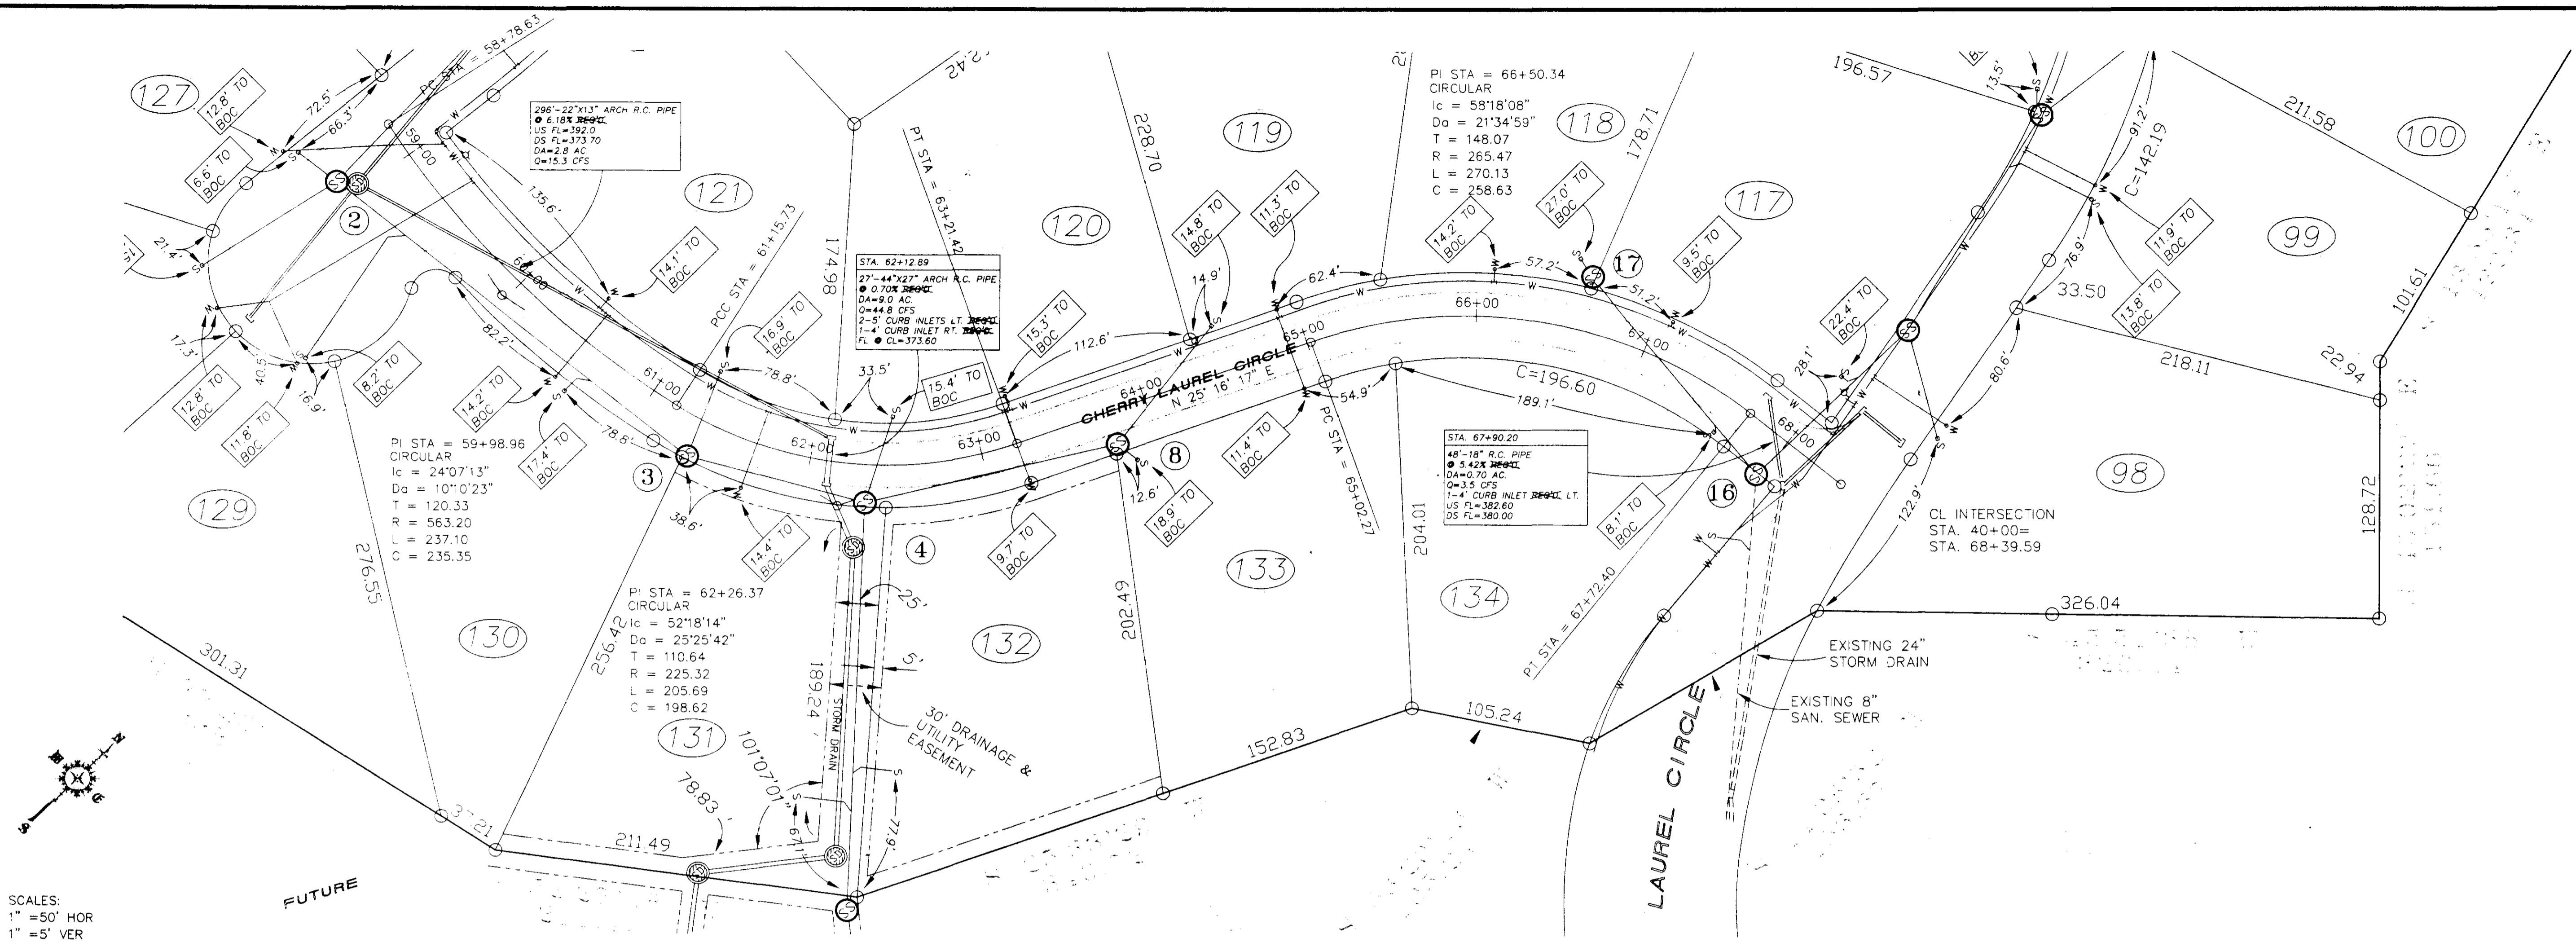 127
12.8' TO
BOC
72.5'
66.3'
6.6' TO
BOC
PC STA = 58+78.63
59+00
2
21.4'
17.3'
40.5
12.8' TO
BOC
11.8' TO
BOC
16.9'
8.2' TO
BOC
296'-22"X13" ARCH R.C. PIPE
@ 6.18% REQ'D.
US FL=392.0
DS FL=373.70
DA=2.8 AC.
Q=15.3 CFS
135.6'
60+00
14.1' TO
BOC
82.2'
14.2' TO
BOC
17.4' TO
BOC
78.6'
61+00
PCC STA = 61+15.73
121
16.9' TO
BOC
78.8'
174.98
PI STA = 59+98.96
CIRCULAR
Ic = 24°07'13"
Da = 10°10'23"
T = 120.33
R = 563.20
L = 237.10
C = 235.35
3
38.6'
14.4' TO
BOC
62+00
STA. 62+12.89
27'-44"X27" ARCH R.C. PIPE
@ 0.70% REQ'D.
DA=9.0 AC.
Q=44.8 CFS
2-5' CURB INLETS LT. REQ'D.
1-4' CURB INLET RT. REQ'D.
FL @ CL=373.60
33.5'
15.4' TO
BOC
PT STA = 63+21.42
120
228.70
15.3' TO
BOC
112.6'
14.9'
14.8' TO
BOC
119
11.3' TO
BOC
62.4'
63+00
64+00
65+00
CHERRY LAUREL CIRCLE
N 25° 16' 17" E
4
9.7' TO
BOC
8
12.6'
18.9' TO
BOC
11.4' TO
BOC
54.9'
PC STA = 65+02.27
PI STA = 66+50.34
CIRCULAR
Ic = 58°18'08"
Da = 21°34'59"
T = 148.07
R = 265.47
L = 270.13
C = 258.63
118
178.71
27.0' TO
BOC
14.2' TO
BOC
57.2'
17
117
9.5' TO
BOC
51.2'
66+00
67+00
C=196.60
189.1'
68+00
22.4' TO
BOC
28.1'
196.57
13.5'
BOC
91.2'
C=142.19
211.58
100
99
11.9' TO
BOC
76.9'
33.50
13.8' TO
BOC
101.61
22.94
218.11
80.6'
98
128.72
122.9'
CL INTERSECTION
STA. 40+00=
STA. 68+39.59
326.04
STA. 67+90.20
48'-18" R.C. PIPE
@ 5.42% REQ'D.
DA=0.70 AC.
Q=3.5 CFS
1-4' CURB INLET REQ'D. LT.
US FL=382.60
DS FL=380.00
16
8.1' TO
BOC
PT STA = 67+72.40
204.01
134
133
202.49
105.24
152.83
EXISTING 24"
STORM DRAIN
EXISTING 8"
SAN. SEWER
LAUREL CIRCLE
129
276.55
301.31
130
256.42
PI STA = 62+26.37
CIRCULAR
Ic = 52°18'14"
Da = 25°25'42"
T = 110.64
R = 225.32
L = 205.69
C = 198.62
131
189.24
STORM DRAIN
25'
5'
132
30' DRAINAGE &
UTILITY
EASEMENT
101°07'01"
78.83
67.1'
77.9'
211.49
FUTURE
N
E
S
SCALES:
1" =50' HOR
1" =5' VER